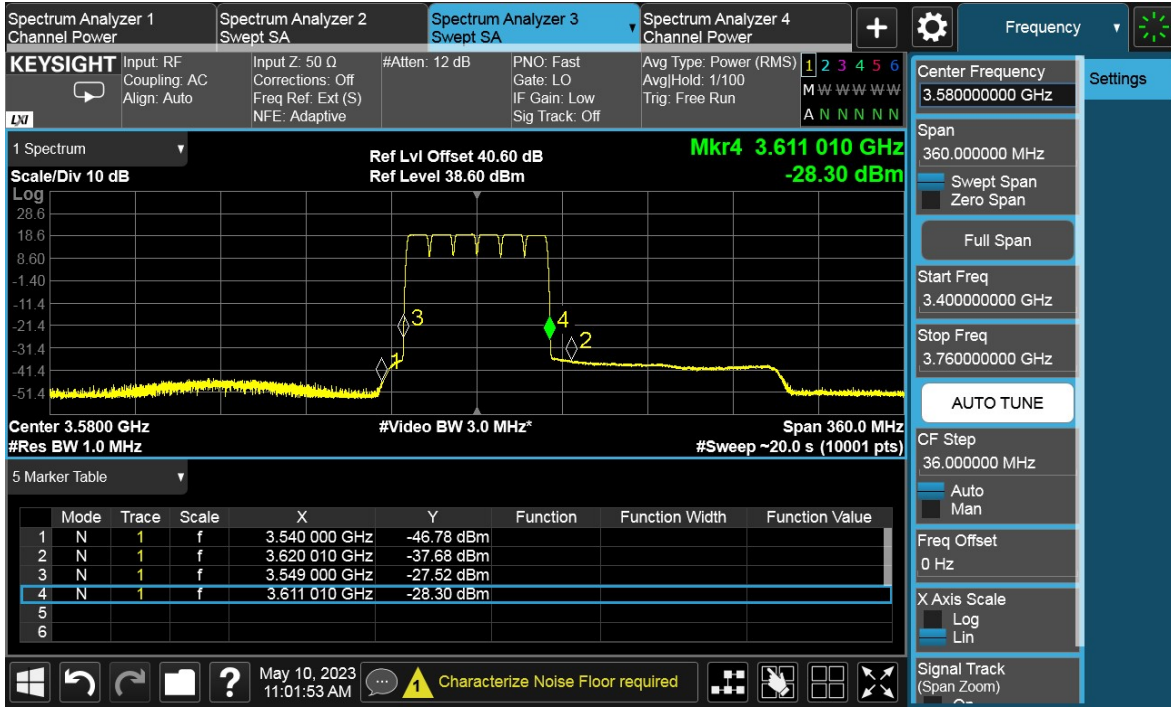 Spectrum Analyzer 1
Channel Power
Spectrum Analyzer 2
Swept SA
Spectrum Analyzer 3
Swept SA
Spectrum Analyzer 4
Channel Power
+
Frequency
KEYSIGHT
LXI
Input: RF
Coupling: AC
Align: Auto
Input Z: 50 Ω
Corrections: Off
Freq Ref: Ext (S)
NFE: Adaptive
#Atten: 12 dB
PNO: Fast
Gate: LO
IF Gain: Low
Sig Track: Off
Avg Type: Power (RMS)
Avg|Hold: 1/100
Trig: Free Run
1 2 3 4 5 6
M W W W W W
A N N N N N
1 Spectrum
Scale/Div 10 dB
Ref Lvl Offset 40.60 dB
Ref Level 38.60 dBm
Mkr4 3.611 010 GHz
-28.30 dBm
Log
28.6
18.6
8.60
-1.40
-11.4
-21.4
-31.4
-41.4
-51.4
3
4
2
1
Center 3.5800 GHz
#Res BW 1.0 MHz
#Video BW 3.0 MHz*
Span 360.0 MHz
#Sweep ~20.0 s (10001 pts)
5 Marker Table
Mode Trace Scale X Y Function Function Width Function Value
1 N 1 f 3.540 000 GHz -46.78 dBm
2 N 1 f 3.620 010 GHz -37.68 dBm
3 N 1 f 3.549 000 GHz -27.52 dBm
4 N 1 f 3.611 010 GHz -28.30 dBm
5
6
?
May 10, 2023
11:01:53 AM
1
Characterize Noise Floor required
Center Frequency
3.580000000 GHz
Span
360.000000 MHz
Swept Span
Zero Span
Full Span
Start Freq
3.400000000 GHz
Stop Freq
3.760000000 GHz
AUTO TUNE
CF Step
36.000000 MHz
Auto
Man
Freq Offset
0 Hz
X Axis Scale
Log
Lin
Signal Track
(Span Zoom)
Settings